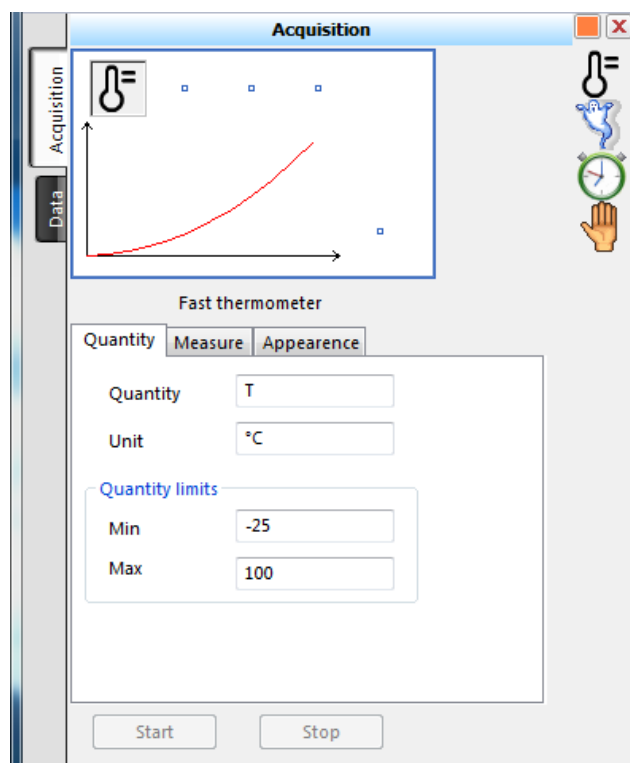 Acquisition
Acquisition
Data
Fast thermometer
Quantity Measure Appearence
Quantity T
Unit °C
Quantity limits
Min -25
Max 100
Start Stop